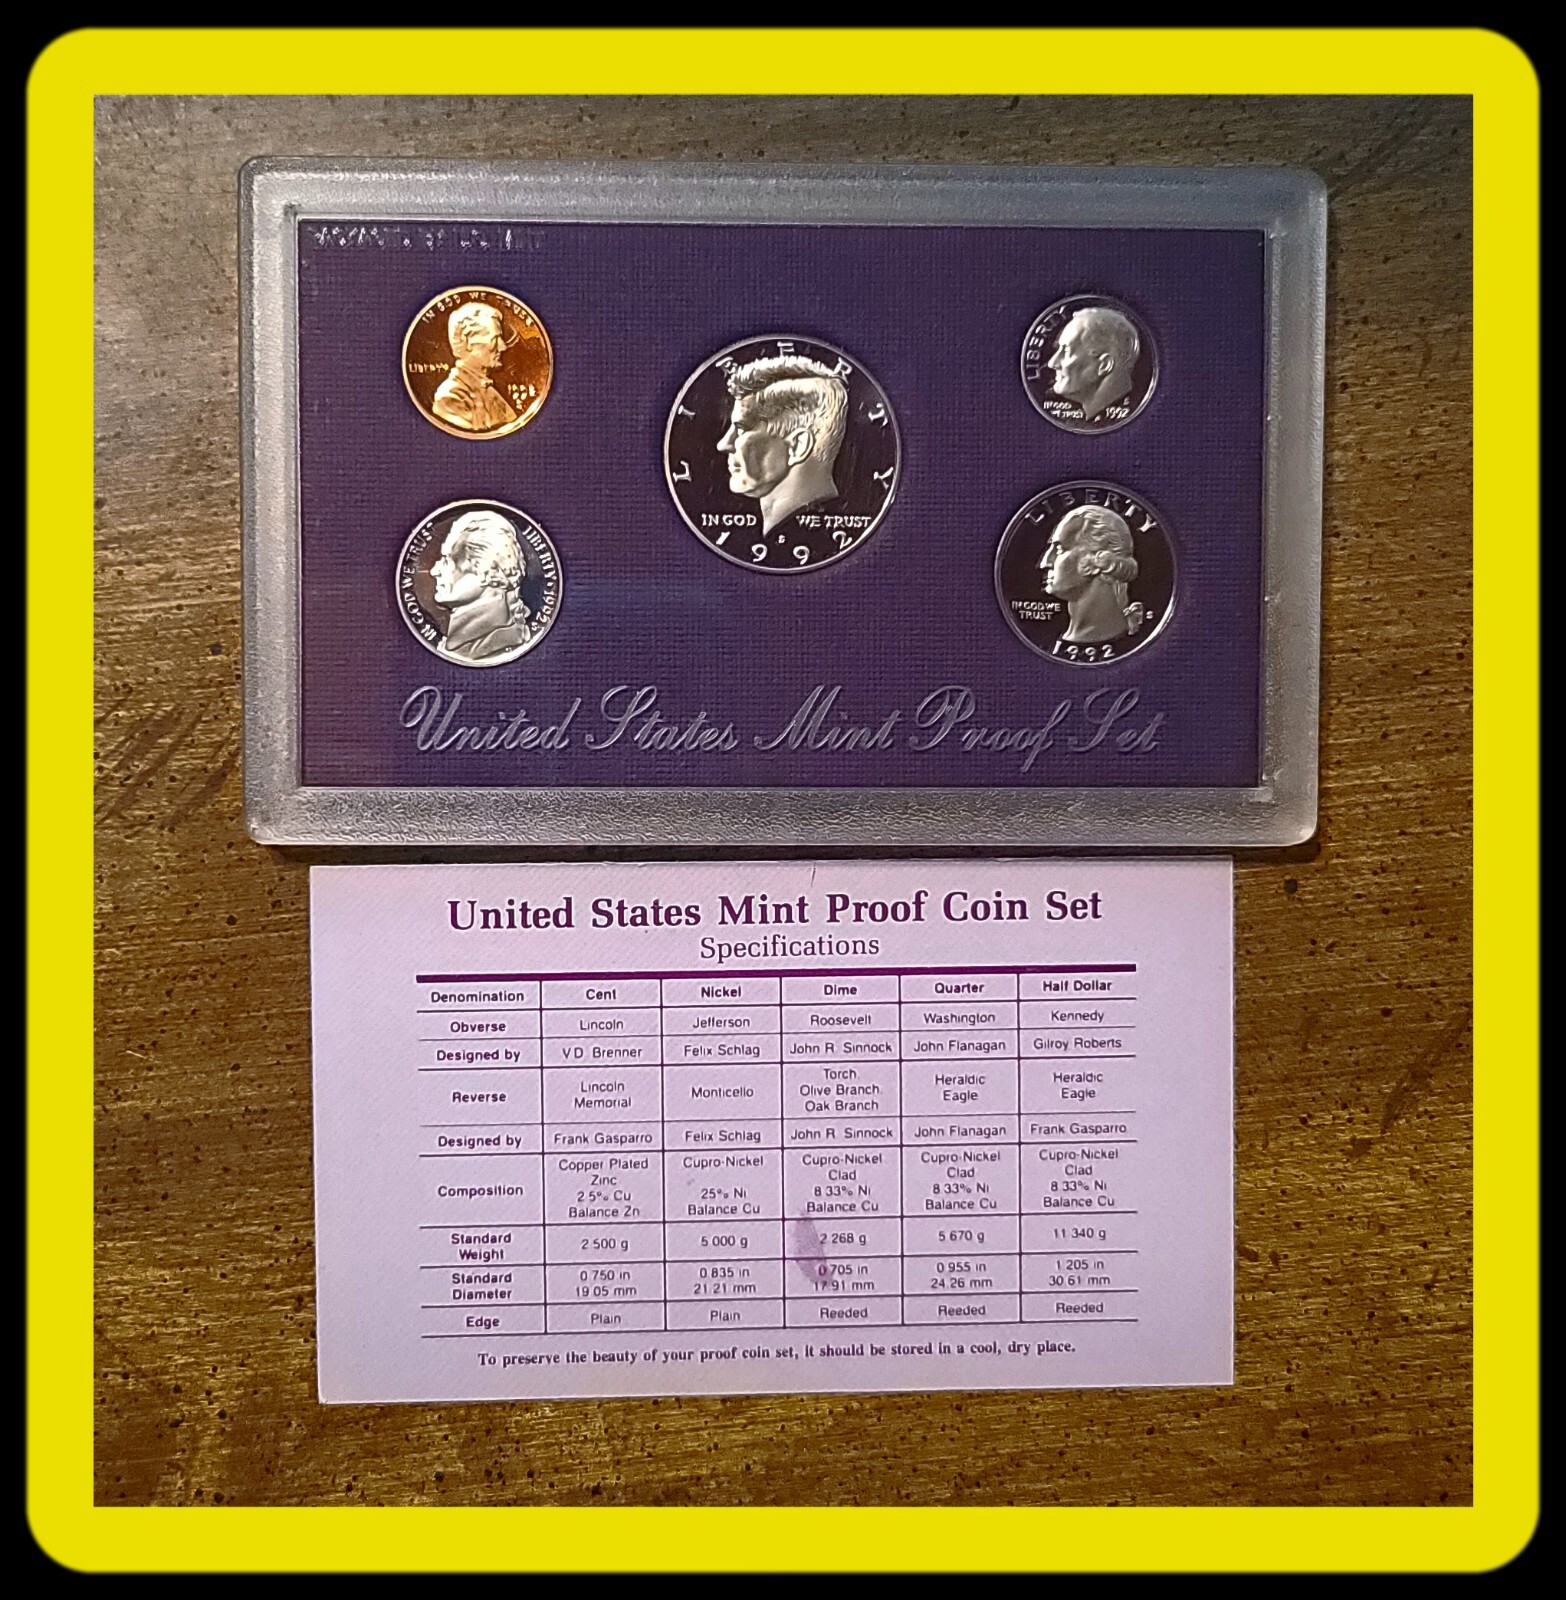 IN GOD WE TRUST
LIBERTY
1992
S
LIBERTY
IN GOD WE TRUST
1992
S
LIBERTY
IN GOD
WE TRUST
S
1992
IN GOD WE TRUST
LIBERTY • 1992 S
LIBERTY
IN GOD WE
TRUST
S
1992
United States Mint Proof Set
United States Mint Proof Coin Set
Specifications
Denomination Cent Nickel Dime Quarter Half Dollar
Obverse Lincoln Jefferson Roosevelt Washington Kennedy
Designed by V.D. Brenner Felix Schlag John R. Sinnock John Flanagan Gilroy Roberts
Reverse Lincoln Memorial Monticello Torch Olive Branch Oak Branch Heraldic Eagle Heraldic Eagle
Designed by Frank Gasparro Felix Schlag John R. Sinnock John Flanagan Frank Gasparro
Composition Copper Plated Zinc 2.5% Cu Balance Zn Cupro-Nickel 25% Ni Balance Cu Cupro-Nickel Clad 8.33% Ni Balance Cu Cupro-Nickel Clad 8.33% Ni Balance Cu Cupro-Nickel Clad 8.33% Ni Balance Cu
Standard Weight 2.500 g 5.000 g 2.268 g 5.670 g 11.340 g
Standard Diameter 0.750 in 19.05 mm 0.835 in 21.21 mm 0.705 in 17.91 mm 0.955 in 24.26 mm 1.205 in 30.61 mm
Edge Plain Plain Reeded Reeded Reeded
To preserve the beauty of your proof coin set, it should be stored in a cool, dry place.